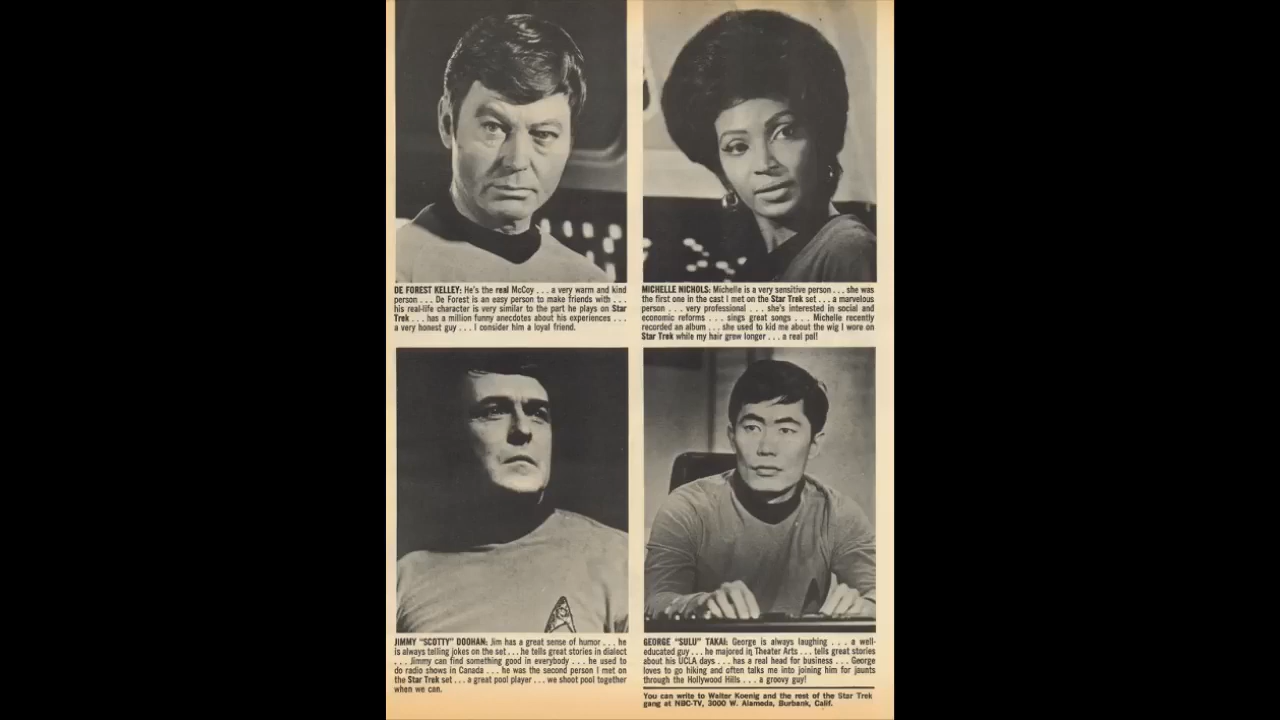 DE FOREST KELLEY: He's the real McCoy . . . a very warm and kind
person . . . De Forest is an easy person to make friends with . . .
his real-life character is very similar to the part he plays on Star
Trek . . . has a million funny anecdotes about his experiences . . .
a very honest guy . . . I consider him a loyal friend.
MICHELLE NICHOLS: Michelle is a very sensitive person . . . she was
the first one in the cast I met on the Star Trek set . . . a marvelous
person . . . very professional . . . she's interested in social and
economic reforms . . . sings great songs . . . Michelle recently
recorded an album . . . she used to kid me about the wig I wore on
Star Trek while my hair grew longer . . . a real pal!
JIMMY "SCOTTY" DOOHAN: Jim has a great sense of humor . . . he
is always telling jokes on the set . . . he tells great stories in dialect
. . . Jimmy can find something good in everybody . . . he used to
do radio shows in Canada . . . he was the second person I met on
the Star Trek set . . . a great pool player . . . we shoot pool together
when we can.
GEORGE "SULU" TAKAI: George is always laughing . . . a well-
educated guy . . . he majored in Theater Arts . . . tells great stories
about his UCLA days . . . has a real head for business . . . George
loves to go hiking and often talks me into joining him for jaunts
through the Hollywood Hills . . . a groovy guy!
You can write to Walter Koenig and the rest of the Star Trek
gang at NBC-TV, 3000 W. Alameda, Burbank, Calif.